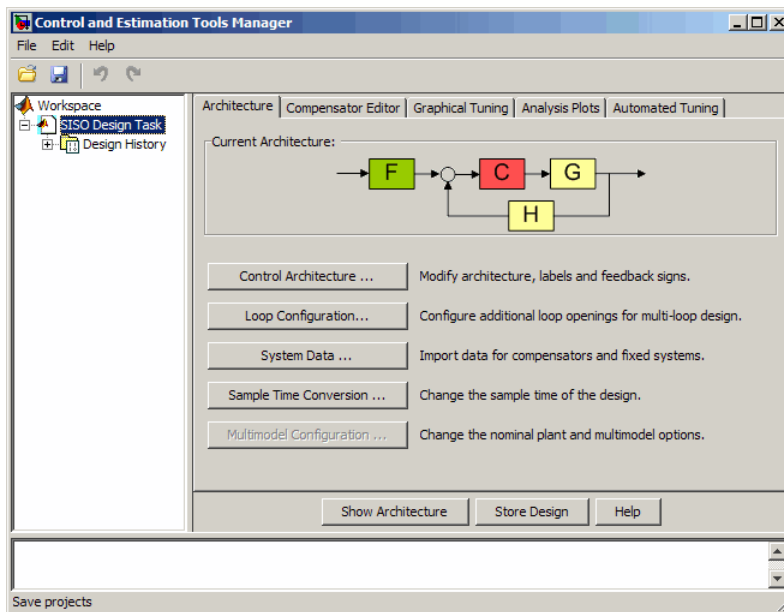 Control and Estimation Tools Manager
File Edit Help
Workspace
SISO Design Task
Design History
Architecture Compensator Editor Graphical Tuning Analysis Plots Automated Tuning
Current Architecture:
F C G
H
Control Architecture ... Modify architecture, labels and feedback signs.
Loop Configuration... Configure additional loop openings for multi-loop design.
System Data ... Import data for compensators and fixed systems.
Sample Time Conversion ... Change the sample time of the design.
Multimodel Configuration ... Change the nominal plant and multimodel options.
Show Architecture Store Design Help
Save projects